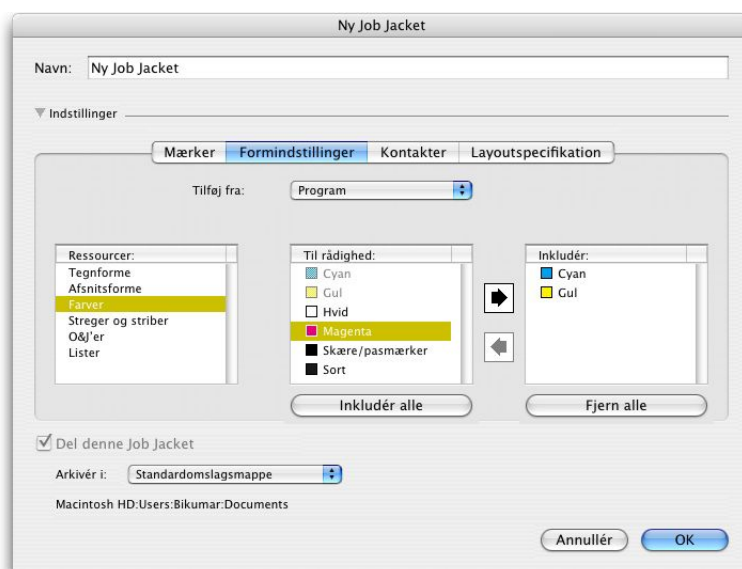 Ny Job Jacket
Navn: Ny Job Jacket
Indstillinger
Mærker Formindstillinger Kontakter Layoutspecifikation
Tilføj fra: Program
Ressourcer:
Tegnforme
Afsnitsforme
Farver
Streger og striber
O&J'er
Lister
Til rådighed:
Cyan
Gul
Hvid
Magenta
Skære/pasmærker
Sort
Inkludér alle
Inkludér:
Cyan
Gul
Fjern alle
Del denne Job Jacket
Arkivér i: Standardomslagsmappe
Macintosh HD:Users:Bikumar:Documents
Annullér OK